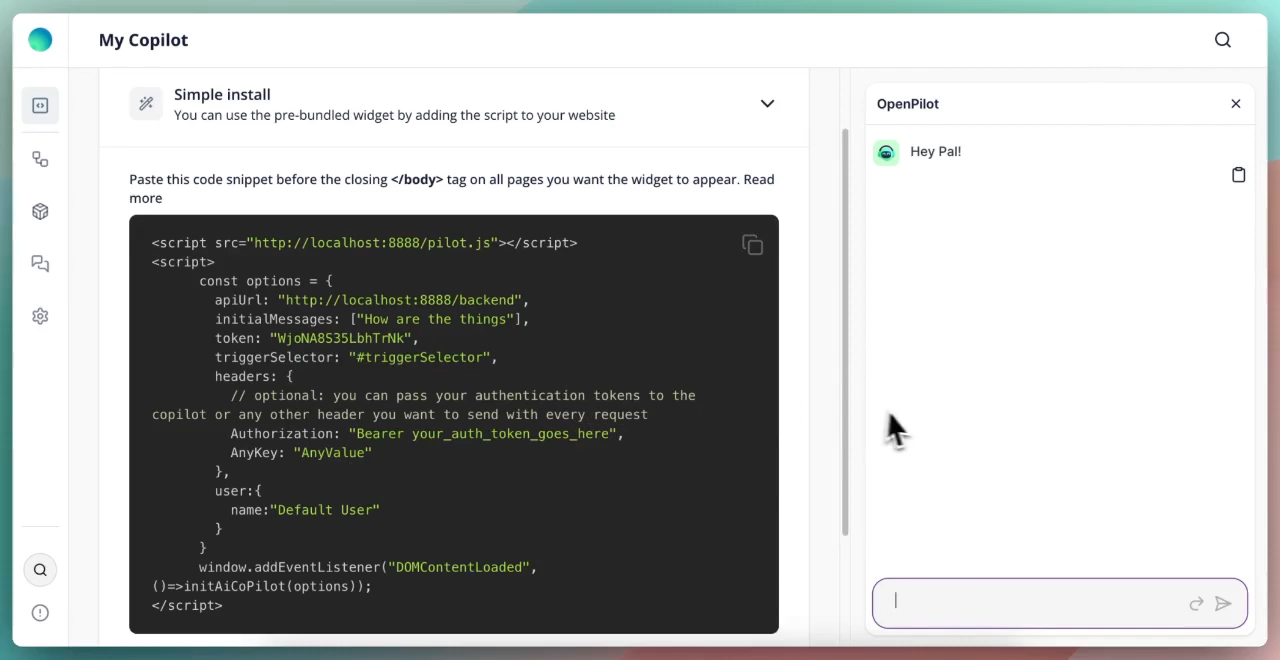 My Copilot
Simple install
You can use the pre-bundled widget by adding the script to your website
Paste this code snippet before the closing </body> tag on all pages you want the widget to appear. Read
more
<script src="http://localhost:8888/pilot.js"></script>
<script>
const options = {
apiUrl: "http://localhost:8888/backend",
initialMessages: ["How are the things"],
token: "WjoNA8S35LbhTrNk",
triggerSelector: "#triggerSelector",
headers: {
// optional: you can pass your authentication tokens to the
copilot or any other header you want to send with every request
Authorization: "Bearer your_auth_token_goes_here",
AnyKey: "AnyValue"
},
user:{
name:"Default User"
}
}
window.addEventListener("DOMContentLoaded",
()=>initAiCoPilot(options));
</script>
OpenPilot
Hey Pal!